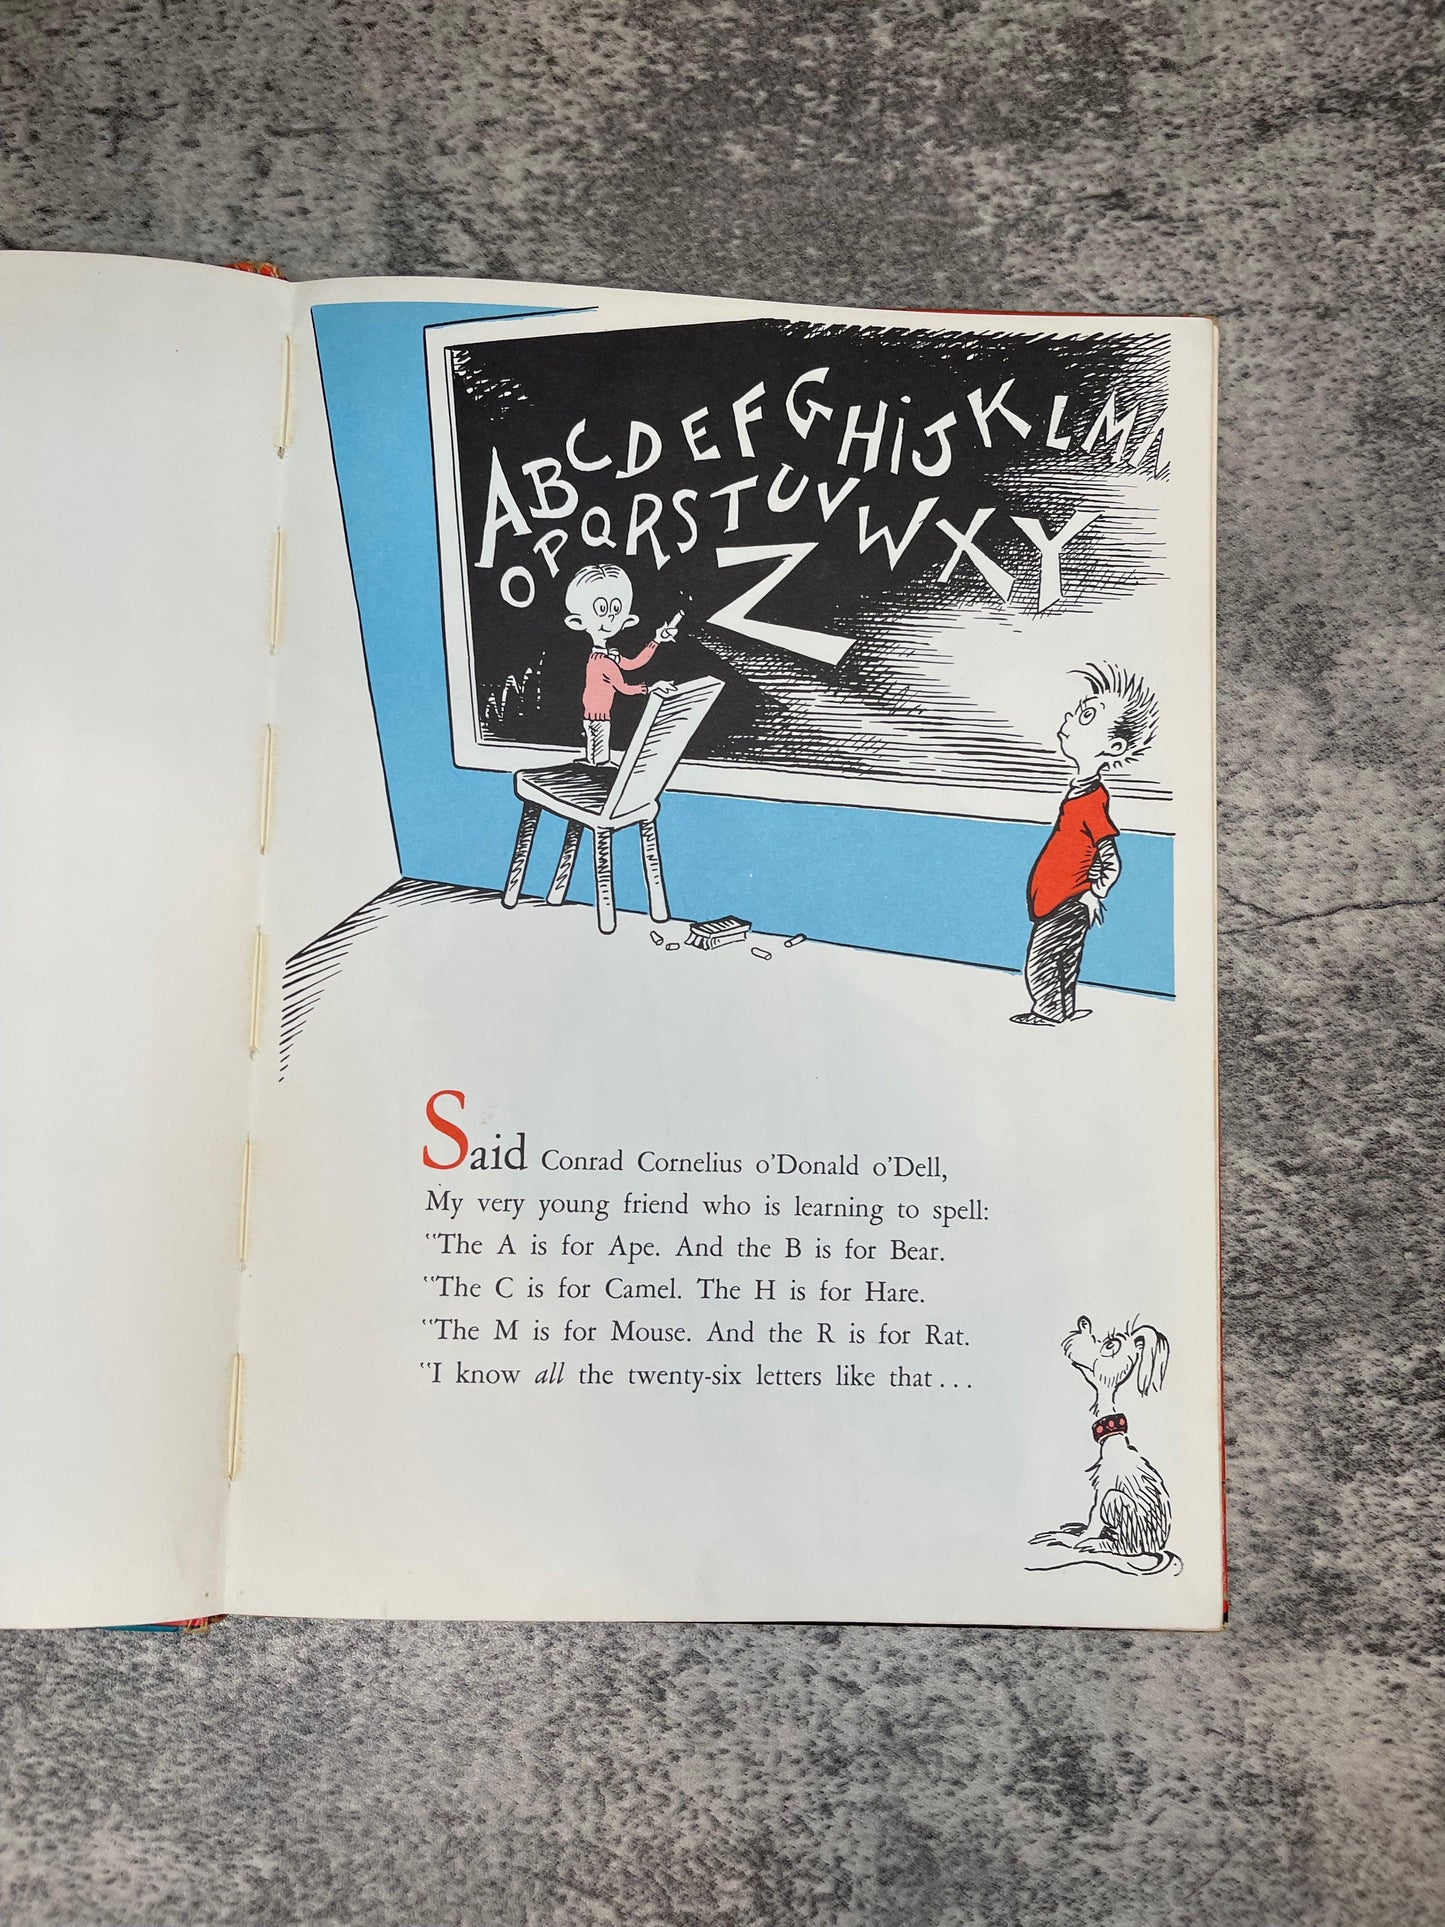 ABCDEFGHiJKLMN
OPQRSTUVWXY
Z
Said Conrad Cornelius o'Donald o'Dell,
My very young friend who is learning to spell:
"The A is for Ape. And the B is for Bear.
"The C is for Camel. The H is for Hare.
"The M is for Mouse. And the R is for Rat.
"I know all the twenty-six letters like that . . .